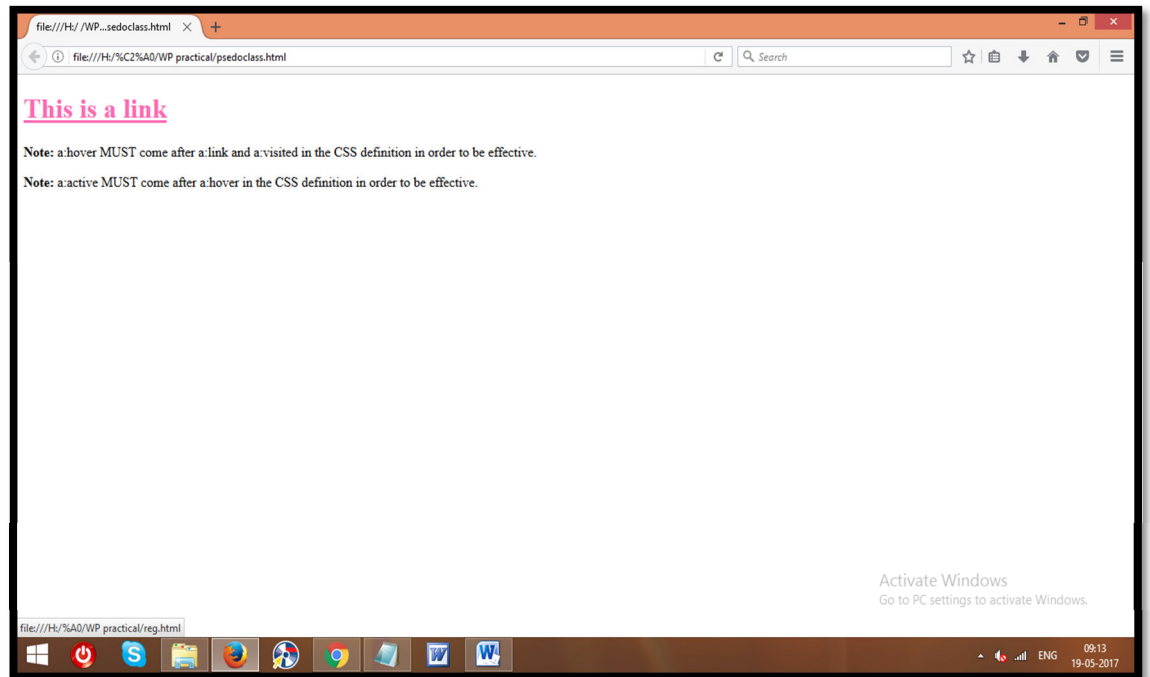 file:///H:/ /WP...sedoclass.html
file:///H:/%C2%A0/WP practical/psedoclass.html
Search
This is a link
Note: a:hover MUST come after a:link and a:visited in the CSS definition in order to be effective.
Note: a:active MUST come after a:hover in the CSS definition in order to be effective.
Activate Windows
Go to PC settings to activate Windows.
file:///H:/%A0/WP practical/reg.html
ENG
09:13
19-05-2017